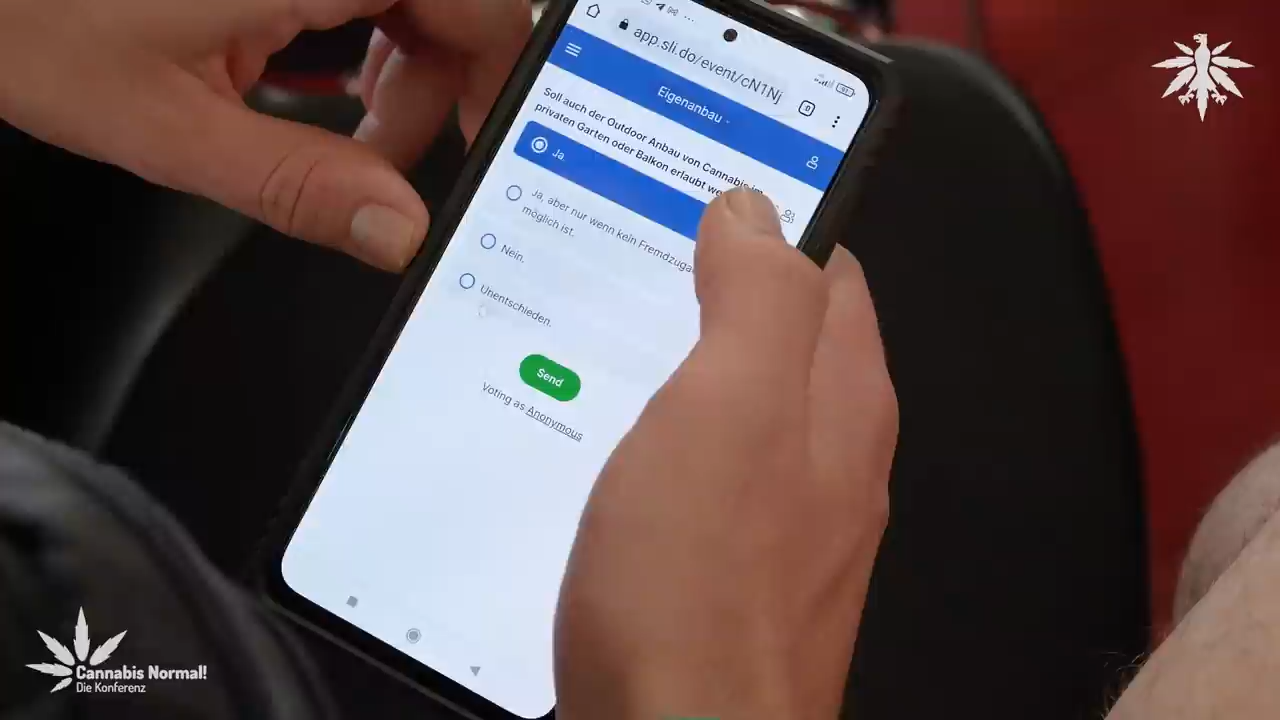 app.sli.do/event/cN1Nj
Eigenanbau
Soll auch der Outdoor Anbau von Cannabis im
privaten Garten oder Balkon erlaubt
Ja.
Ja, aber nur wenn kein
möglich ist.
Nein.
Unentschieden.
Send
Voting as Anonymous
Cannabis Normal!
Die Konferenz